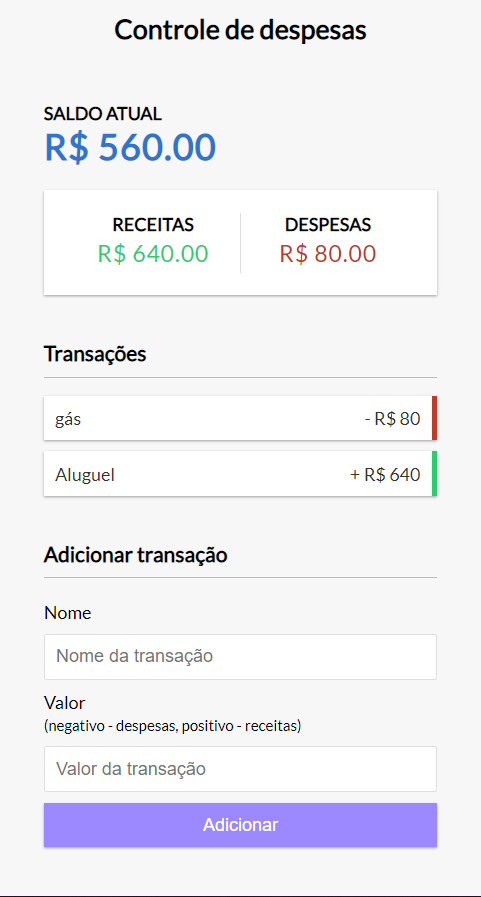 Controle de despesas
SALDO ATUAL
R$ 560.00
RECEITAS
R$ 640.00
DESPESAS
R$ 80.00
Transações
gás - R$ 80
Aluguel + R$ 640
Adicionar transação
Nome
Nome da transação
Valor
(negativo - despesas, positivo - receitas)
Valor da transação
Adicionar